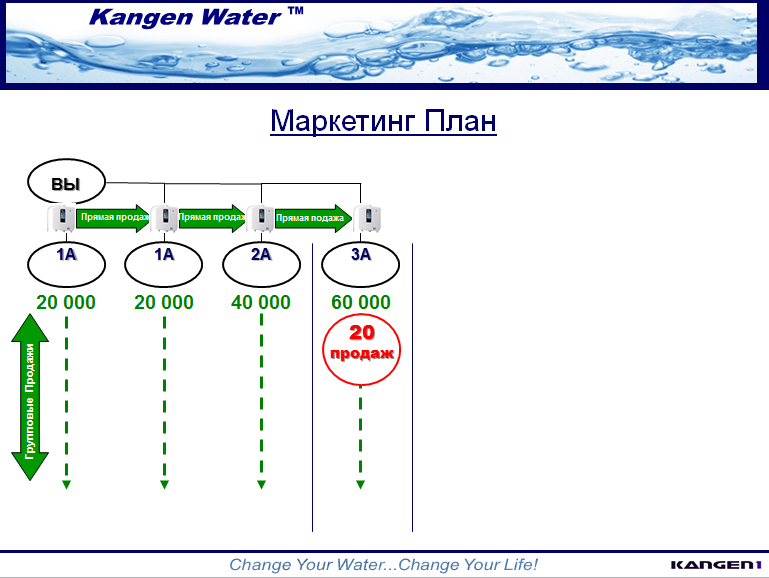 Kangen Water ™
Маркетинг План
ВЫ
Прямая продаж
Прямая продаж
Прямая подажа
1А
1А
2А
3А
20 000
20 000
40 000
60 000
20
продаж
Групповые Продажи
Change Your Water...Change Your Life!
KANGEN1